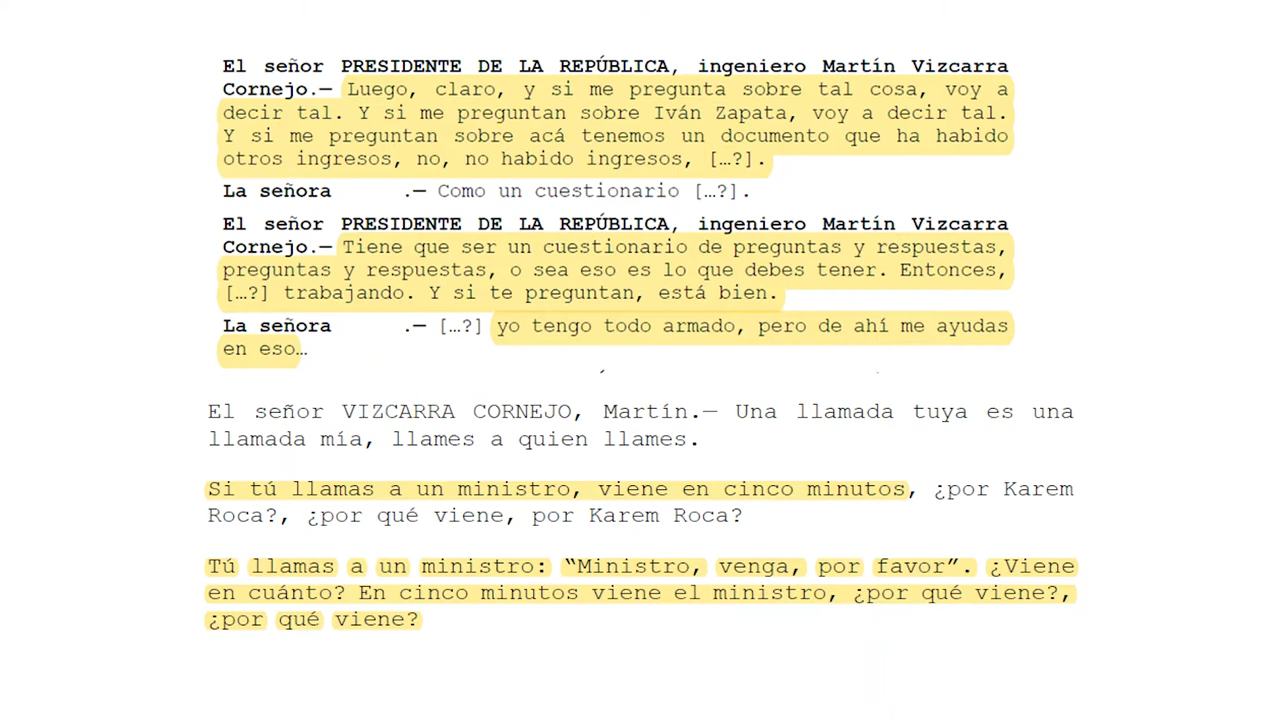 El señor PRESIDENTE DE LA REPÚBLICA, ingeniero Martín Vizcarra
Cornejo.— Luego, claro, y si me pregunta sobre tal cosa, voy a
decir tal. Y si me preguntan sobre Iván Zapata, voy a decir tal.
Y si me preguntan sobre acá tenemos un documento que ha habido
otros ingresos, no, no habido ingresos, […?].
La señora .— Como un cuestionario […?].
El señor PRESIDENTE DE LA REPÚBLICA, ingeniero Martín Vizcarra
Cornejo.— Tiene que ser un cuestionario de preguntas y respuestas,
preguntas y respuestas, o sea eso es lo que debes tener. Entonces,
[…?] trabajando. Y si te preguntan, está bien.
La señora .— […?] yo tengo todo armado, pero de ahí me ayudas
en eso…
El señor VIZCARRA CORNEJO, Martín.— Una llamada tuya es una
llamada mía, llames a quien llames.
Si tú llamas a un ministro, viene en cinco minutos, ¿por Karem
Roca?, ¿por qué viene, por Karem Roca?
Tú llamas a un ministro: “Ministro, venga, por favor”. ¿Viene
en cuánto? En cinco minutos viene el ministro, ¿por qué viene?,
¿por qué viene?